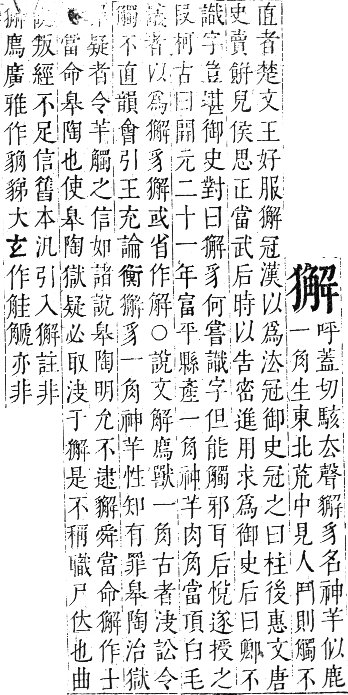 獬
呼蓋切駭去聲獬豸名神羊似鹿
一角生東北荒中見人鬥則觸不
直者楚文王好服獬冠漢以爲法冠御史冠之曰柱後惠文唐
史賣餅兒侯思正當武后時以告密進用求爲御史后曰卿不
識字豈堪御史對曰獬豸何嘗識字但能觸邪耳后悅遂授之
段柯古曰開元二十一年富平縣產一角神羊肉角當頂白毛
議者以爲獬豸獬或省作解○說文解廌獸一角古者決訟令
觸不直韻會引王充論衡獬豸一角神羊性知有罪皋陶治獄
疑者令羊觸之信如諸說皋陶明允不逮獬舜當命獬作士
當命皋陶也使皋陶獄疑必取決于獬是不稱職尸位也曲
說叛經不足信舊本汎引入獬註非
獬廌廣雅作大玄作觟䚦亦非